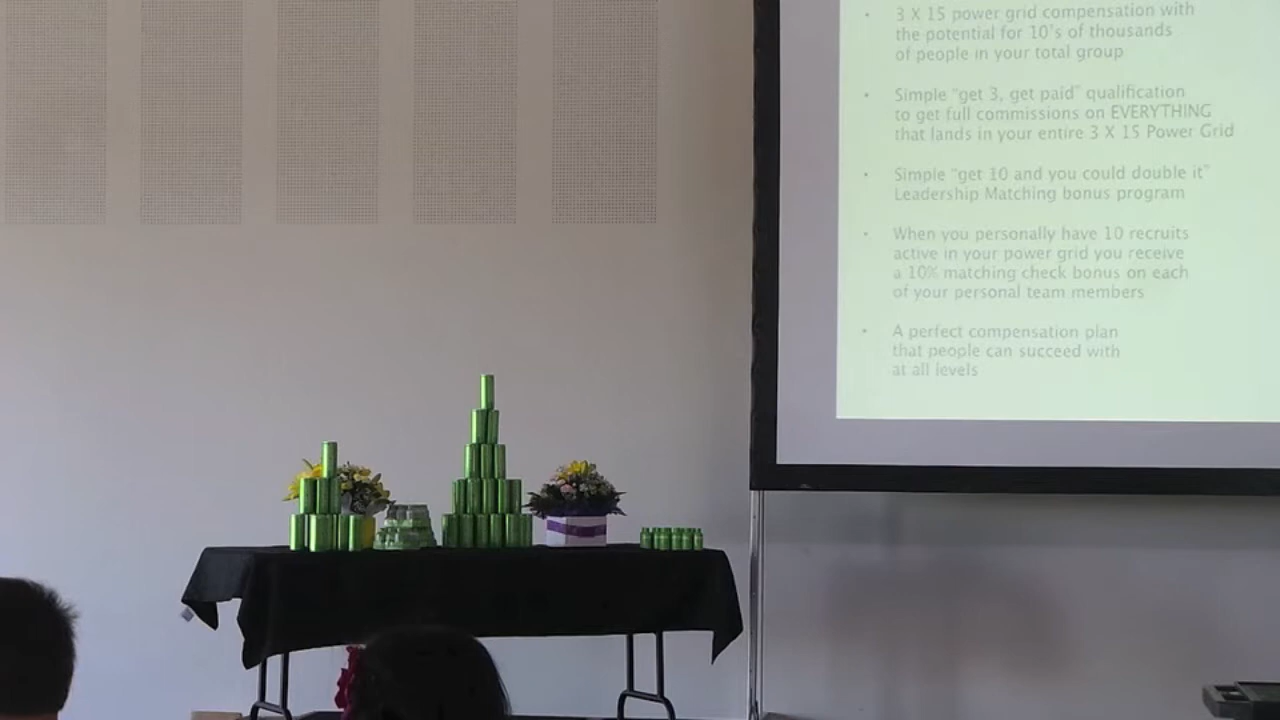 • 3 X 15 power grid compensation with
the potential for 10's of thousands
of people in your total group
• Simple "get 3, get paid" qualification
to get full commissions on EVERYTHING
that lands in your entire 3 X 15 Power Grid
• Simple "get 10 and you could double it"
Leadership Matching bonus program
• When you personally have 10 recruits
active in your power grid you receive
a 10% matching check bonus on each
of your personal team members
• A perfect compensation plan
that people can succeed with
at all levels